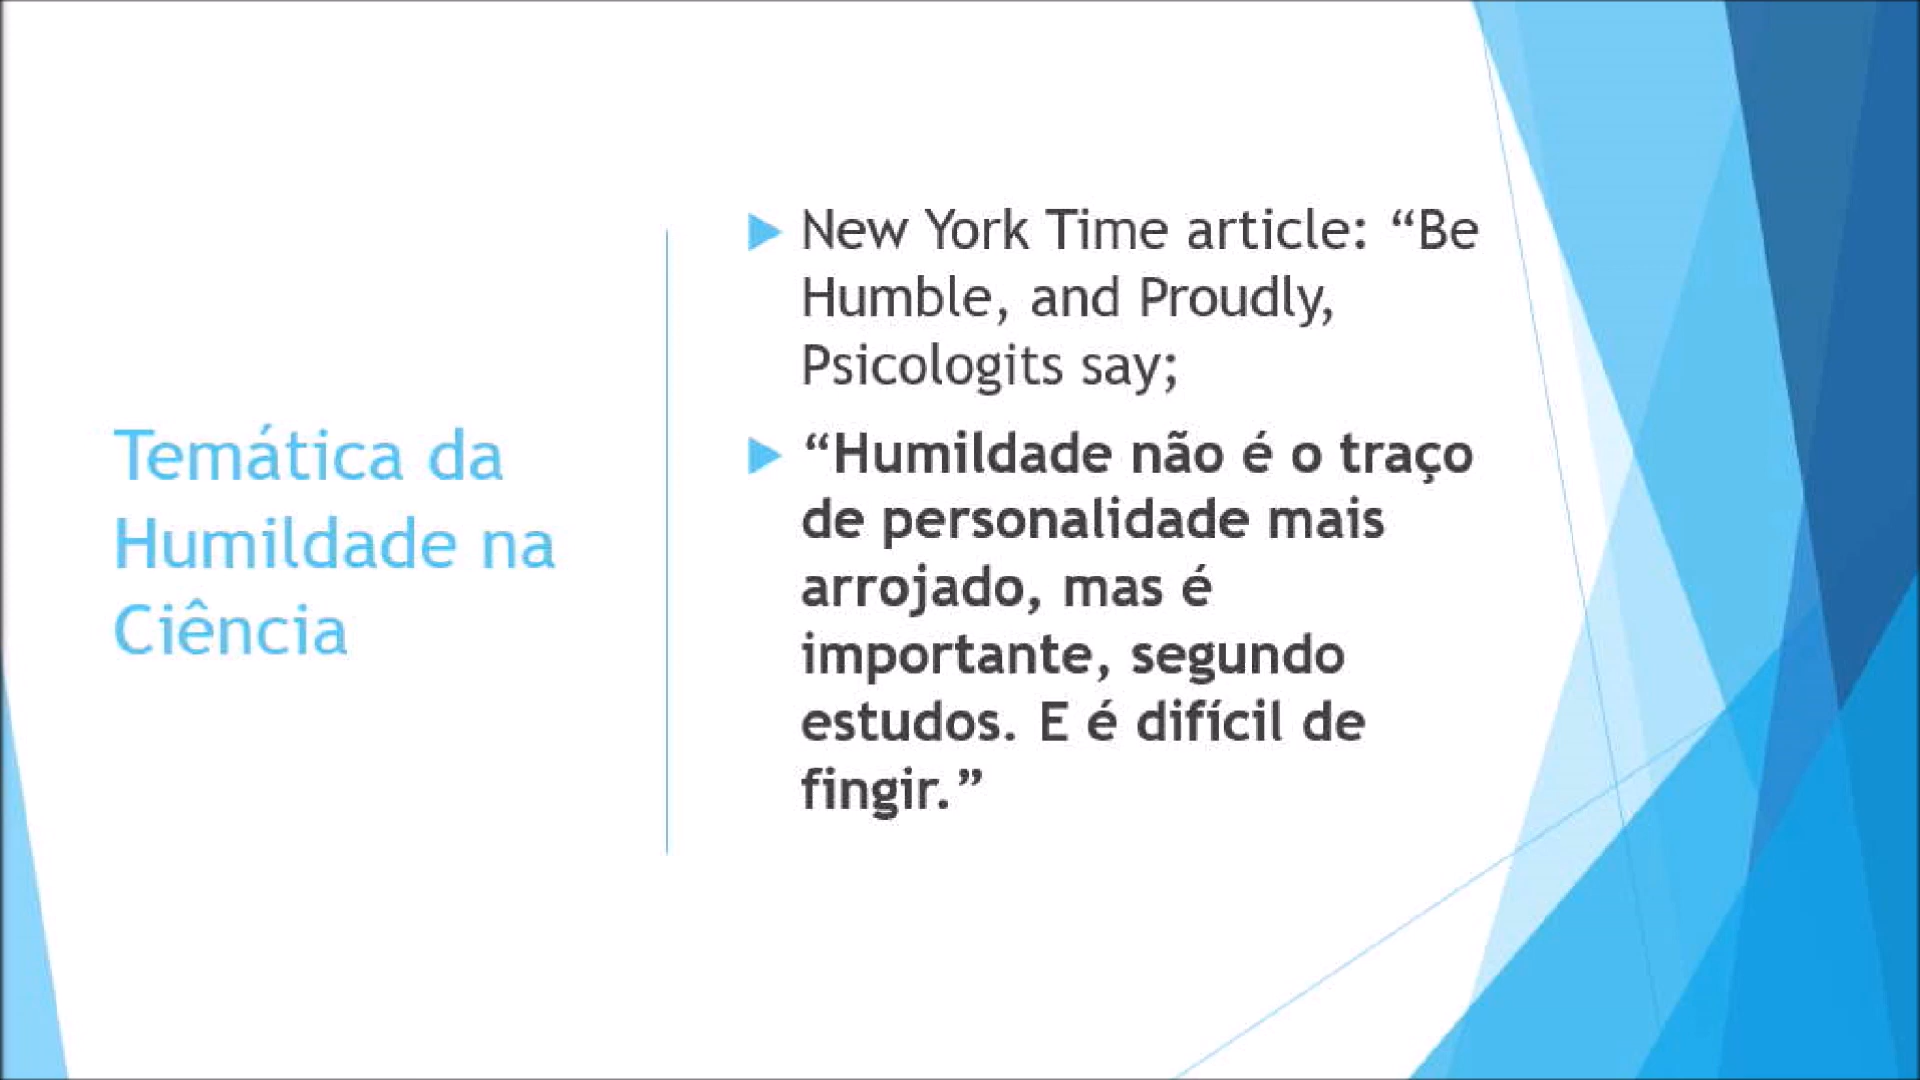 Temática da
Humildade na
Ciência
New York Time article: “Be
Humble, and Proudly,
Psicologits say;
“Humildade não é o traço
de personalidade mais
arrojado, mas é
importante, segundo
estudos. E é difícil de
fingir.”